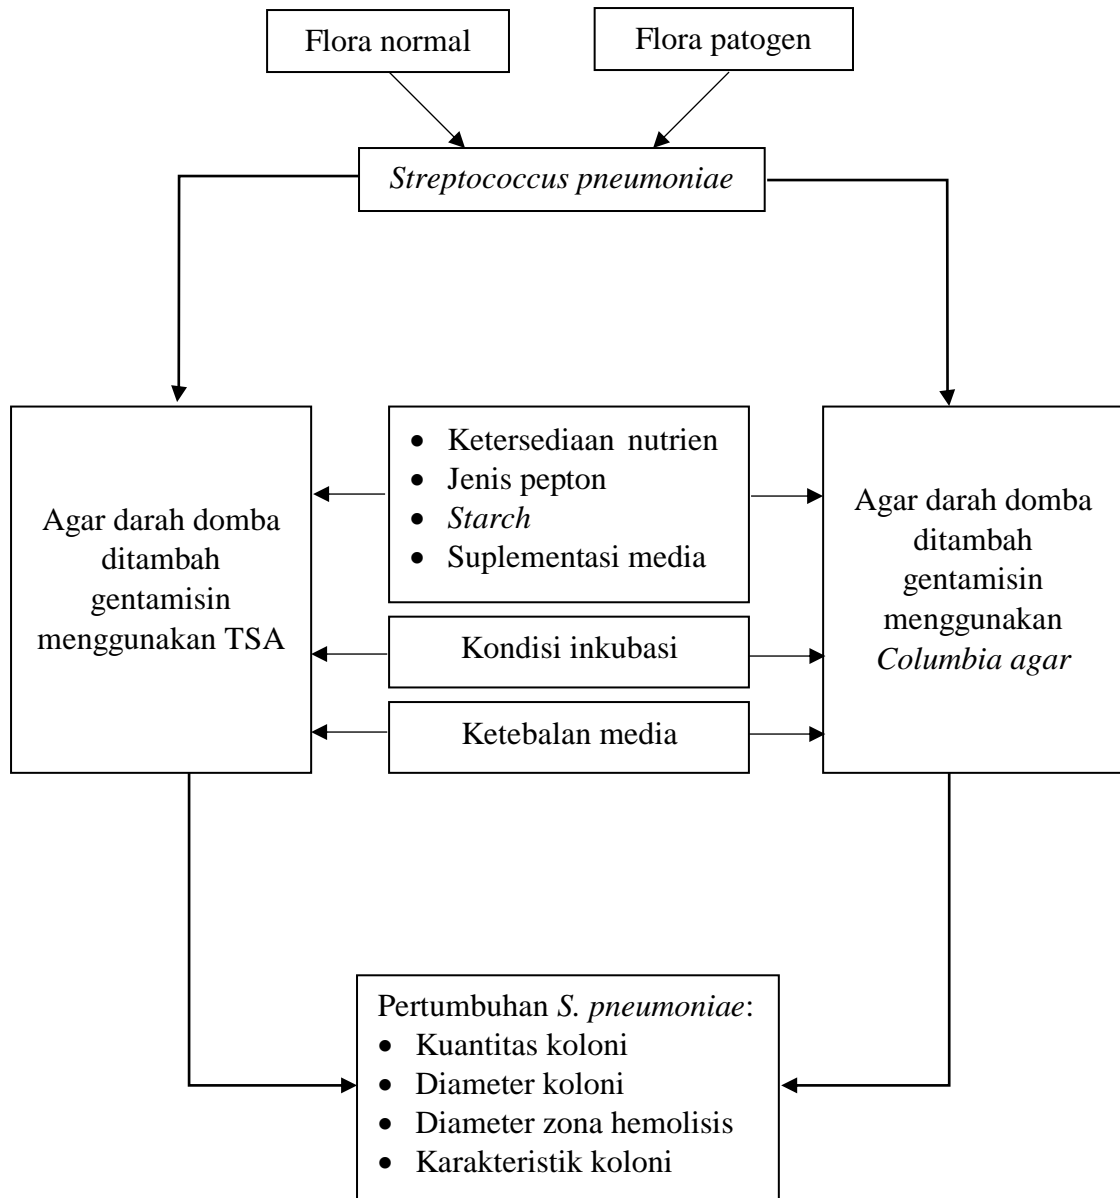 Flora normal
Flora patogen
Streptococcus pneumoniae
Agar darah domba
ditambah
gentamisin
menggunakan TSA
• Ketersediaan nutrien
• Jenis pepton
• Starch
• Suplementasi media
Kondisi inkubasi
Ketebalan media
Agar darah domba
ditambah
gentamisin
menggunakan
Columbia agar
Pertumbuhan S. pneumoniae:
• Kuantitas koloni
• Diameter koloni
• Diameter zona hemolisis
• Karakteristik koloni